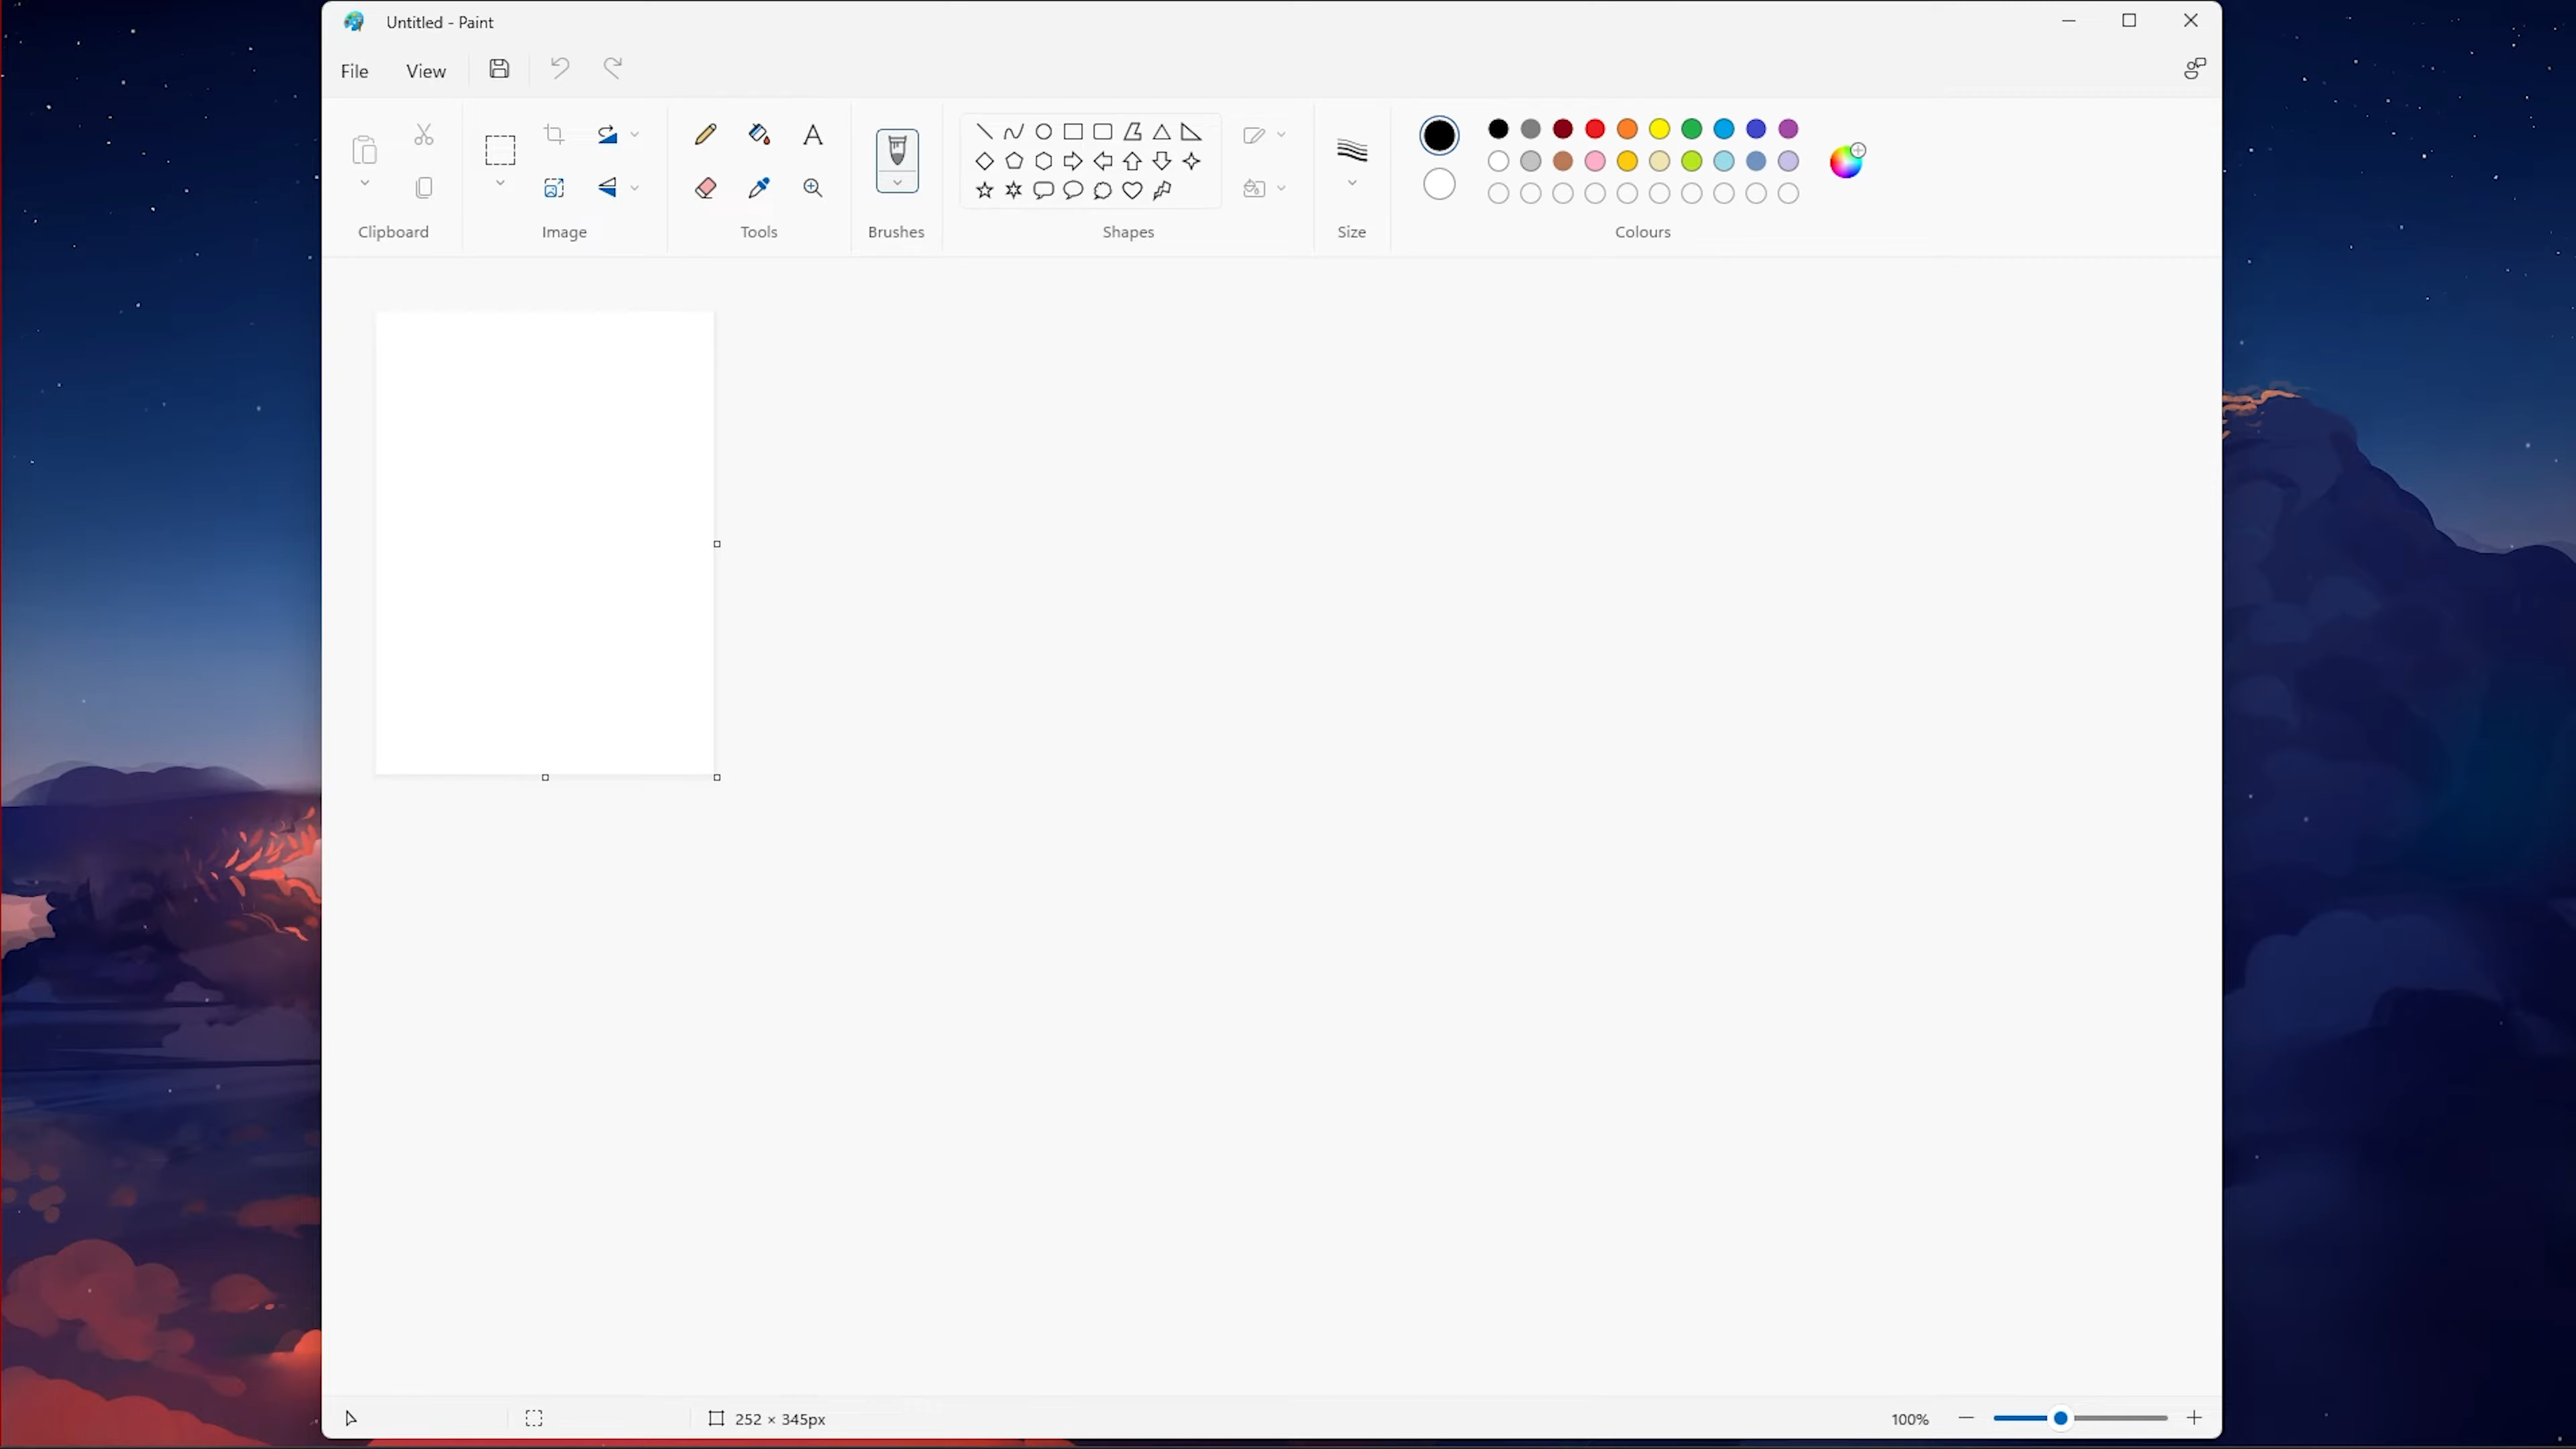 Untitled - Paint
File View
Clipboard Image Tools Brushes Shapes Size Colours
252 × 345px 100%